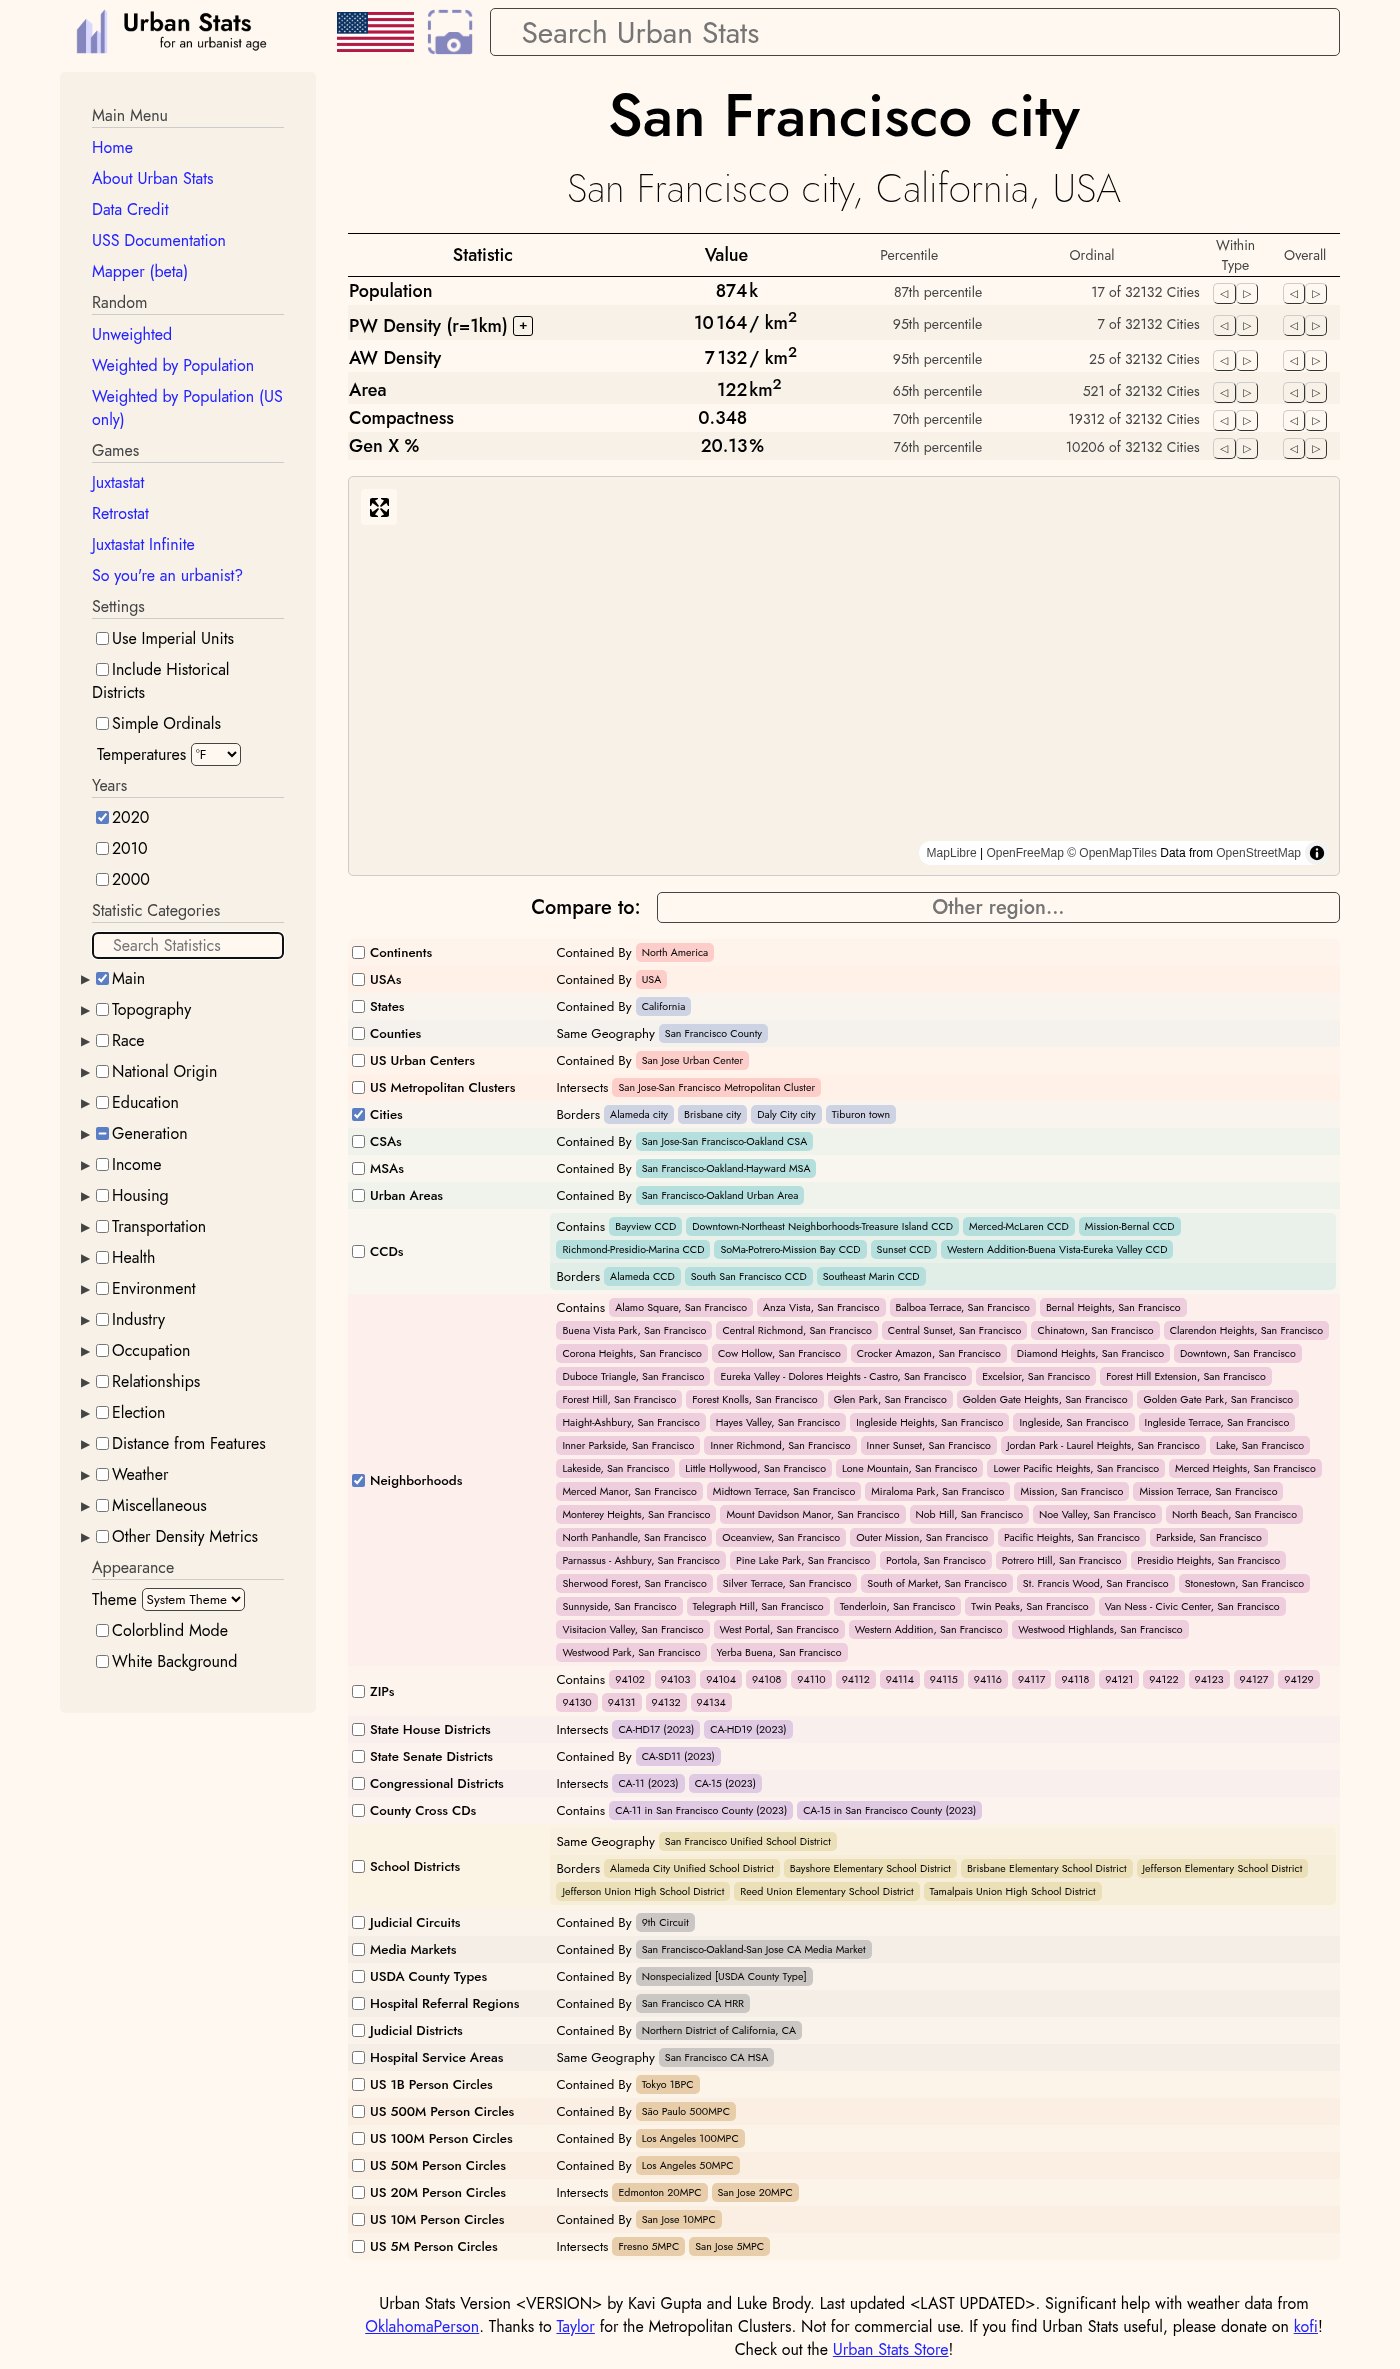 Urban Stats
for an urbanist age
Search Urban Stats
Main Menu
Home
About Urban Stats
Data Credit
USS Documentation
Mapper (beta)
Random
Unweighted
Weighted by Population
Weighted by Population (US
only)
Games
Juxtastat
Retrostat
Juxtastat Infinite
So you're an urbanist?
Settings
Use Imperial Units
Include Historical
Districts
Simple Ordinals
Temperatures °F
Years
2020
2010
2000
Statistic Categories
Search Statistics
Main
Topography
Race
National Origin
Education
Generation
Income
Housing
Transportation
Health
Environment
Industry
Occupation
Relationships
Election
Distance from Features
Weather
Miscellaneous
Other Density Metrics
Appearance
Theme System Theme
Colorblind Mode
White Background
San Francisco city
San Francisco city, California, USA
Statistic Value Percentile Ordinal Within Type Overall
Population 874k 87th percentile 17 of 32132 Cities
PW Density (r=1km) + 10 164 / km2 95th percentile 7 of 32132 Cities
AW Density 7 132 / km2 95th percentile 25 of 32132 Cities
Area 122 km2 65th percentile 521 of 32132 Cities
Compactness 0.348 70th percentile 19312 of 32132 Cities
Gen X % 20.13% 76th percentile 10206 of 32132 Cities
MapLibre | OpenFreeMap © OpenMapTiles Data from OpenStreetMap
Compare to: Other region...
Continents Contained By North America
USAs Contained By USA
States Contained By California
Counties Same Geography San Francisco County
US Urban Centers Contained By San Jose Urban Center
US Metropolitan Clusters Intersects San Jose-San Francisco Metropolitan Cluster
Cities Borders Alameda city Brisbane city Daly City city Tiburon town
CSAs Contained By San Jose-San Francisco-Oakland CSA
MSAs Contained By San Francisco-Oakland-Hayward MSA
Urban Areas Contained By San Francisco-Oakland Urban Area
CCDs
Contains Bayview CCD Downtown-Northeast Neighborhoods-Treasure Island CCD Merced-McLaren CCD Mission-Bernal CCD
Richmond-Presidio-Marina CCD SoMa-Potrero-Mission Bay CCD Sunset CCD Western Addition-Buena Vista-Eureka Valley CCD
Borders Alameda CCD South San Francisco CCD Southeast Marin CCD
Neighborhoods
Contains Alamo Square, San Francisco Anza Vista, San Francisco Balboa Terrace, San Francisco Bernal Heights, San Francisco
Buena Vista Park, San Francisco Central Richmond, San Francisco Central Sunset, San Francisco Chinatown, San Francisco Clarendon Heights, San Francisco
Corona Heights, San Francisco Cow Hollow, San Francisco Crocker Amazon, San Francisco Diamond Heights, San Francisco Downtown, San Francisco
Duboce Triangle, San Francisco Eureka Valley - Dolores Heights - Castro, San Francisco Excelsior, San Francisco Forest Hill Extension, San Francisco
Forest Hill, San Francisco Forest Knolls, San Francisco Glen Park, San Francisco Golden Gate Heights, San Francisco Golden Gate Park, San Francisco
Haight-Ashbury, San Francisco Hayes Valley, San Francisco Ingleside Heights, San Francisco Ingleside, San Francisco Ingleside Terrace, San Francisco
Inner Parkside, San Francisco Inner Richmond, San Francisco Inner Sunset, San Francisco Jordan Park - Laurel Heights, San Francisco Lake, San Francisco
Lakeside, San Francisco Little Hollywood, San Francisco Lone Mountain, San Francisco Lower Pacific Heights, San Francisco Merced Heights, San Francisco
Merced Manor, San Francisco Midtown Terrace, San Francisco Miraloma Park, San Francisco Mission, San Francisco Mission Terrace, San Francisco
Monterey Heights, San Francisco Mount Davidson Manor, San Francisco Nob Hill, San Francisco Noe Valley, San Francisco North Beach, San Francisco
North Panhandle, San Francisco Oceanview, San Francisco Outer Mission, San Francisco Pacific Heights, San Francisco Parkside, San Francisco
Parnassus - Ashbury, San Francisco Pine Lake Park, San Francisco Portola, San Francisco Potrero Hill, San Francisco Presidio Heights, San Francisco
Sherwood Forest, San Francisco Silver Terrace, San Francisco South of Market, San Francisco St. Francis Wood, San Francisco Stonestown, San Francisco
Sunnyside, San Francisco Telegraph Hill, San Francisco Tenderloin, San Francisco Twin Peaks, San Francisco Van Ness - Civic Center, San Francisco
Visitacion Valley, San Francisco West Portal, San Francisco Western Addition, San Francisco Westwood Highlands, San Francisco
Westwood Park, San Francisco Yerba Buena, San Francisco
ZIPs
Contains 94102 94103 94104 94108 94110 94112 94114 94115 94116 94117 94118 94121 94122 94123 94127 94129
94130 94131 94132 94134
State House Districts Intersects CA-HD17 (2023) CA-HD19 (2023)
State Senate Districts Contained By CA-SD11 (2023)
Congressional Districts Intersects CA-11 (2023) CA-15 (2023)
County Cross CDs Contains CA-11 in San Francisco County (2023) CA-15 in San Francisco County (2023)
School Districts
Same Geography San Francisco Unified School District
Borders Alameda City Unified School District Bayshore Elementary School District Brisbane Elementary School District Jefferson Elementary School District
Jefferson Union High School District Reed Union Elementary School District Tamalpais Union High School District
Judicial Circuits Contained By 9th Circuit
Media Markets Contained By San Francisco-Oakland-San Jose CA Media Market
USDA County Types Contained By Nonspecialized [USDA County Type]
Hospital Referral Regions Contained By San Francisco CA HRR
Judicial Districts Contained By Northern District of California, CA
Hospital Service Areas Same Geography San Francisco CA HSA
US 1B Person Circles Contained By Tokyo 1BPC
US 500M Person Circles Contained By São Paulo 500MPC
US 100M Person Circles Contained By Los Angeles 100MPC
US 50M Person Circles Contained By Los Angeles 50MPC
US 20M Person Circles Intersects Edmonton 20MPC San Jose 20MPC
US 10M Person Circles Contained By San Jose 10MPC
US 5M Person Circles Intersects Fresno 5MPC San Jose 5MPC
Urban Stats Version <VERSION> by Kavi Gupta and Luke Brody. Last updated <LAST UPDATED>. Significant help with weather data from
OklahomaPerson. Thanks to Taylor for the Metropolitan Clusters. Not for commercial use. If you find Urban Stats useful, please donate on kofi!
Check out the Urban Stats Store!